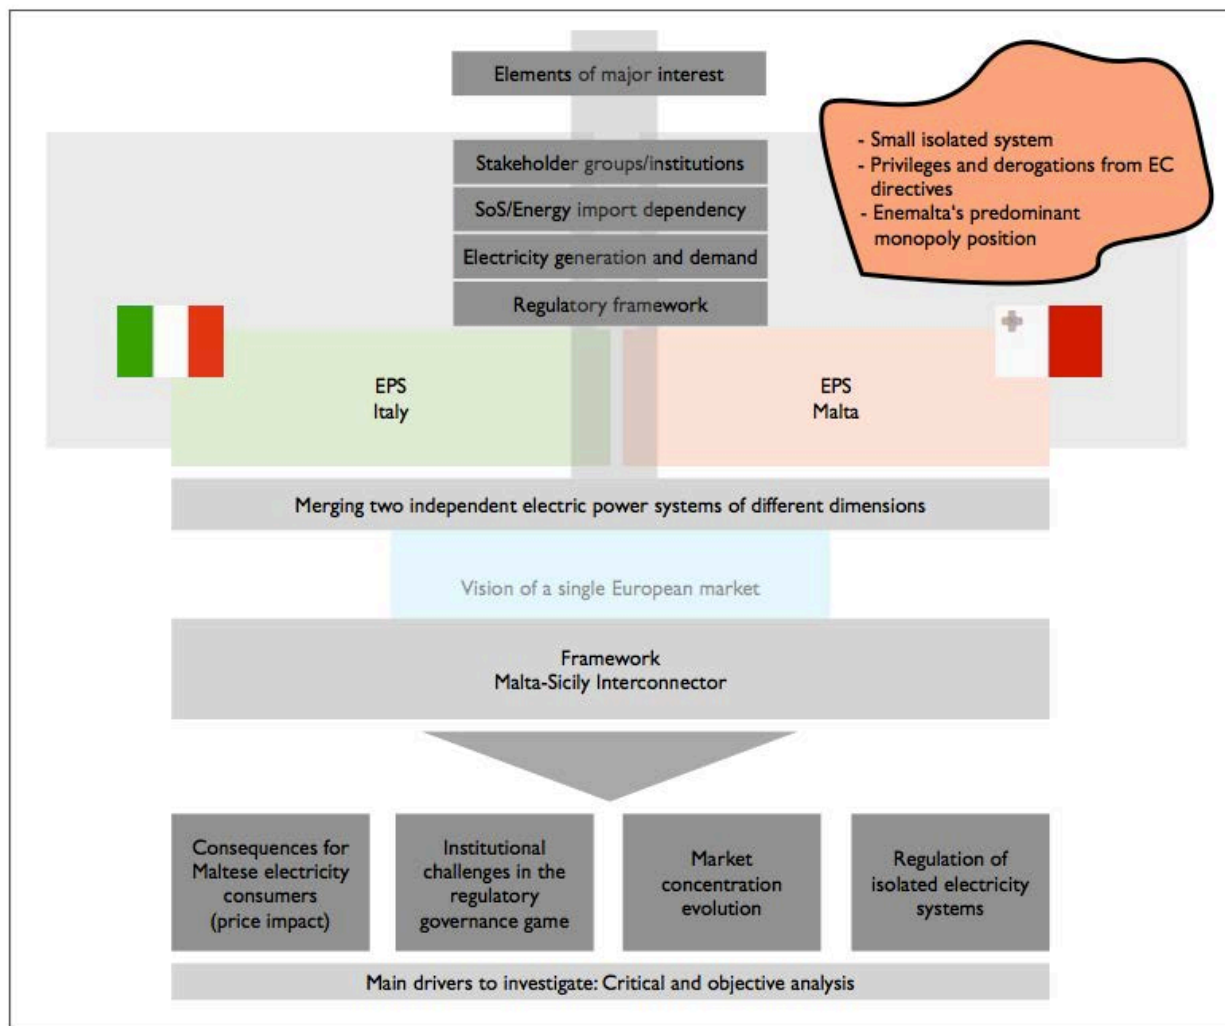 Elements of major interest
Stakeholder groups/institutions
SoS/Energy import dependency
Electricity generation and demand
Regulatory framework
- Small isolated system
- Privileges and derogations from EC
directives
- Enemalta's predominant
monopoly position
EPS
Italy
EPS
Malta
Merging two independent electric power systems of different dimensions
Vision of a single European market
Framework
Malta-Sicily Interconnector
Consequences for
Maltese electricity
consumers
(price impact)
Institutional
challenges in the
regulatory
governance game
Market
concentration
evolution
Regulation of
isolated electricity
systems
Main drivers to investigate: Critical and objective analysis